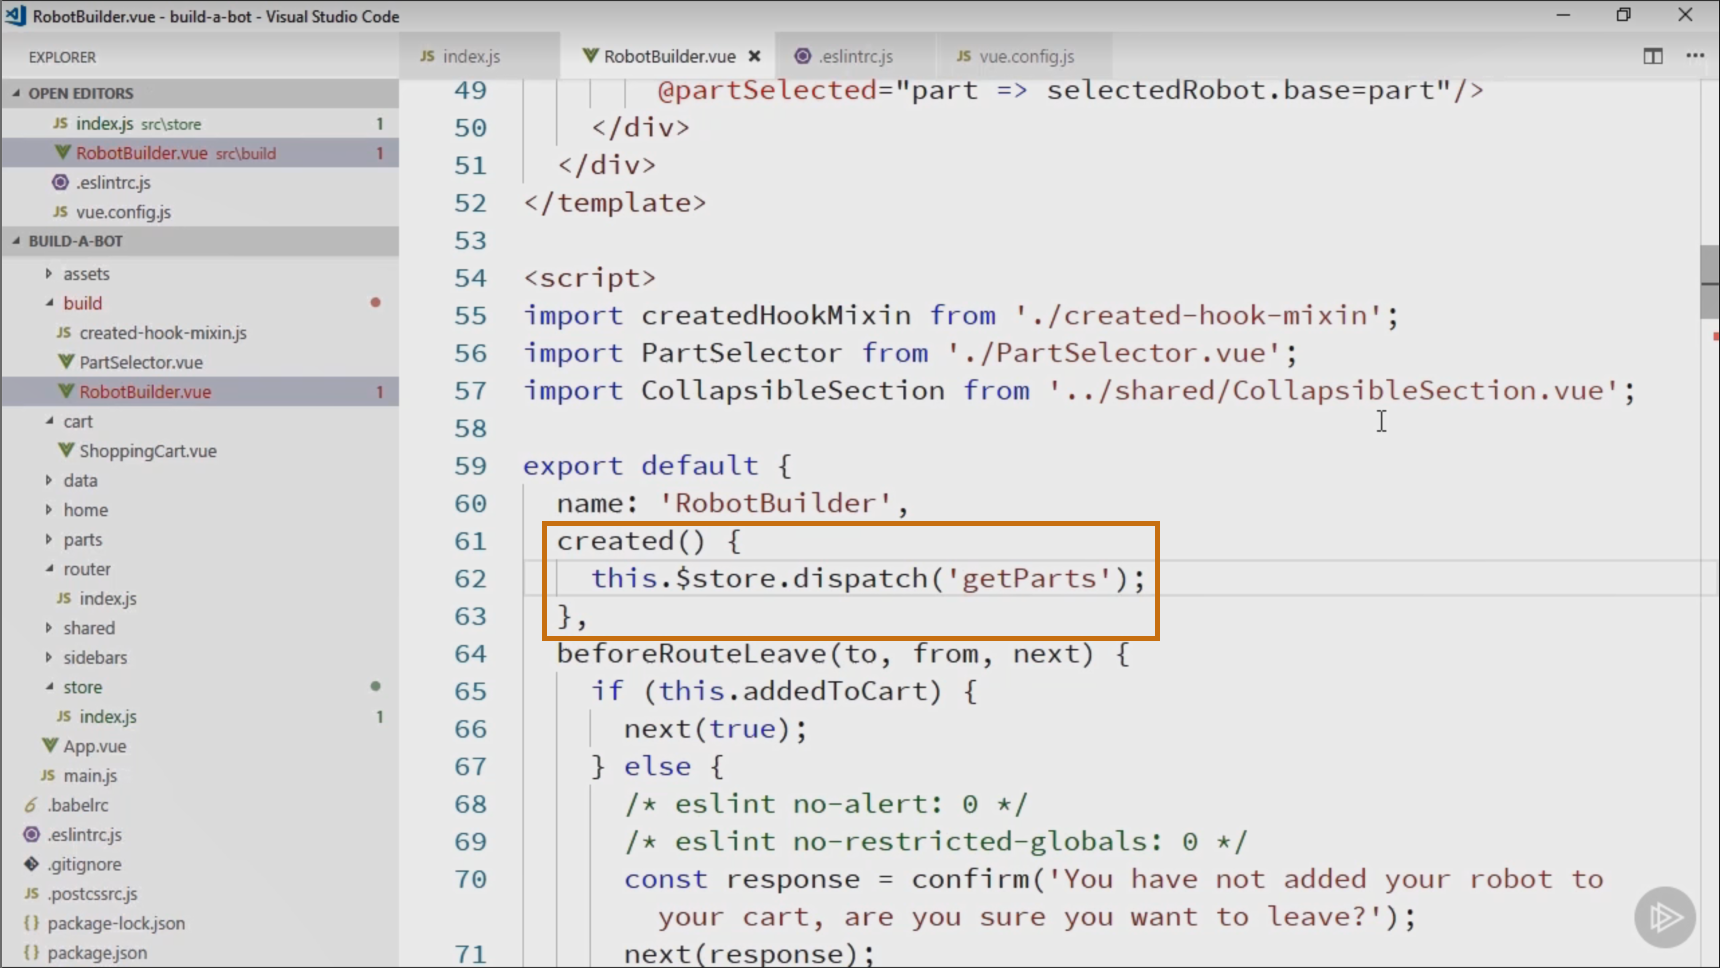 RobotBuilder.vue - build-a-bot - Visual Studio Code
EXPLORER
JS index.js
RobotBuilder.vue
.eslintrc.js
JS vue.config.js
OPEN EDITORS
JS index.js src\store 1
RobotBuilder.vue src\build 1
.eslintrc.js
JS vue.config.js
BUILD-A-BOT
assets
build
JS created-hook-mixin.js
PartSelector.vue
RobotBuilder.vue 1
cart
ShoppingCart.vue
data
home
parts
router
JS index.js
shared
sidebars
store
JS index.js 1
App.vue
JS main.js
.babelrc
.eslintrc.js
.gitignore
JS .postcssrc.js
{} package-lock.json
{} package.json
49 @partSelected="part => selectedRobot.base=part"/>
50 </div>
51 </div>
52 </template>
53
54 <script>
55 import createdHookMixin from './created-hook-mixin';
56 import PartSelector from './PartSelector.vue';
57 import CollapsibleSection from '../shared/CollapsibleSection.vue';
58
59 export default {
60 name: 'RobotBuilder',
61 created() {
62 this.$store.dispatch('getParts');
63 },
64 beforeRouteLeave(to, from, next) {
65 if (this.addedToCart) {
66 next(true);
67 } else {
68 /* eslint no-alert: 0 */
69 /* eslint no-restricted-globals: 0 */
70 const response = confirm('You have not added your robot to
your cart, are you sure you want to leave?');
71 next(response);